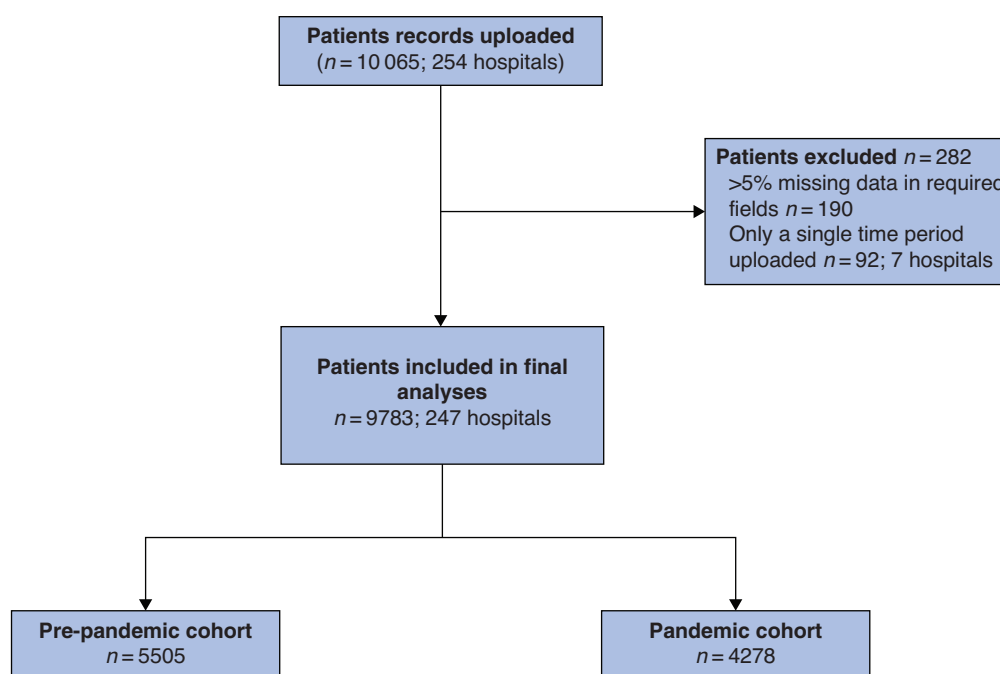 Patients records uploaded
(n = 10 065; 254 hospitals)
Patients excluded n = 282
>5% missing data in required
fields n = 190
Only a single time period
uploaded n = 92; 7 hospitals
Patients included in final
analyses
n = 9783; 247 hospitals
Pre-pandemic cohort
n = 5505
Pandemic cohort
n = 4278